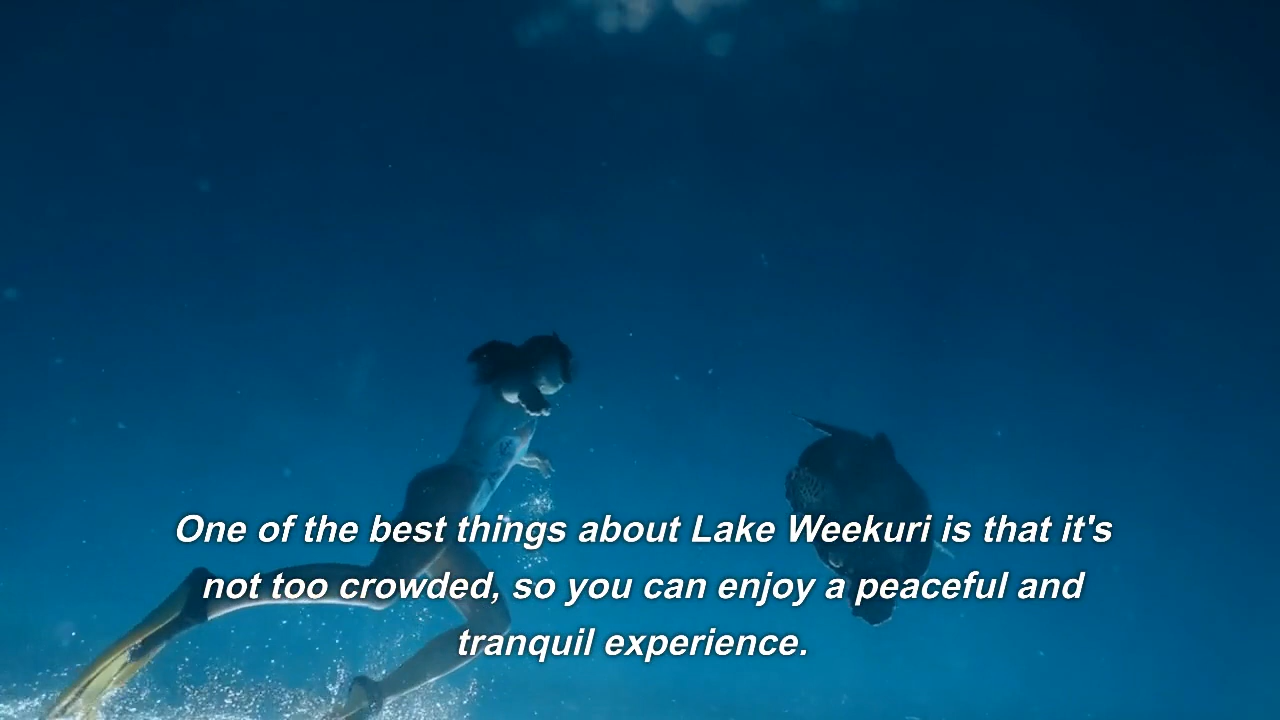 One of the best things about Lake Weekuri is that it's
not too crowded, so you can enjoy a peaceful and
tranquil experience.